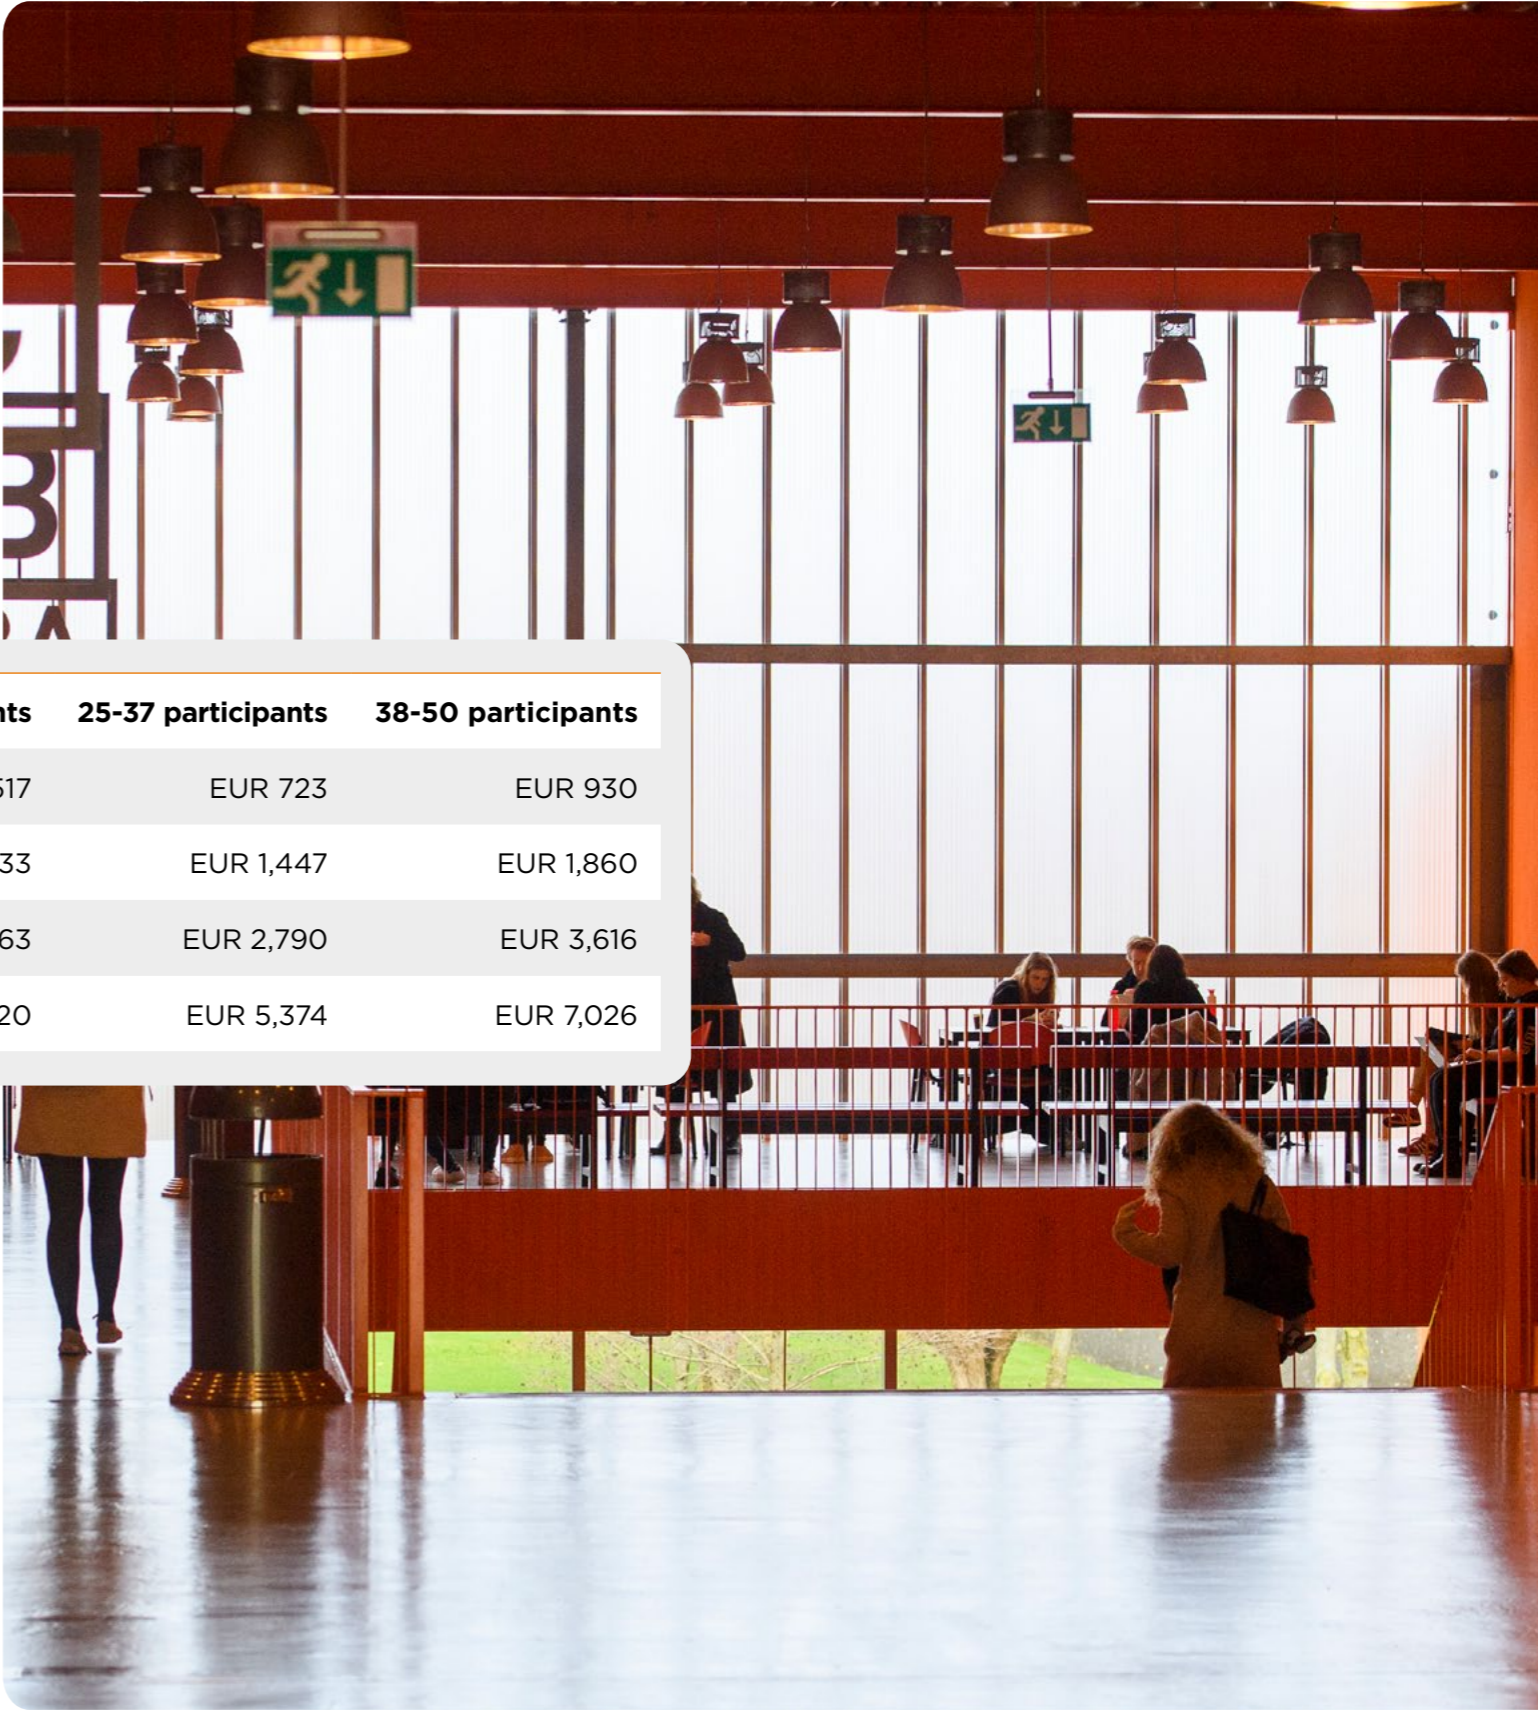 B
25-37 participants 38-50 participants
EUR 723 EUR 930
EUR 1,447 EUR 1,860
EUR 2,790 EUR 3,616
EUR 5,374 EUR 7,026